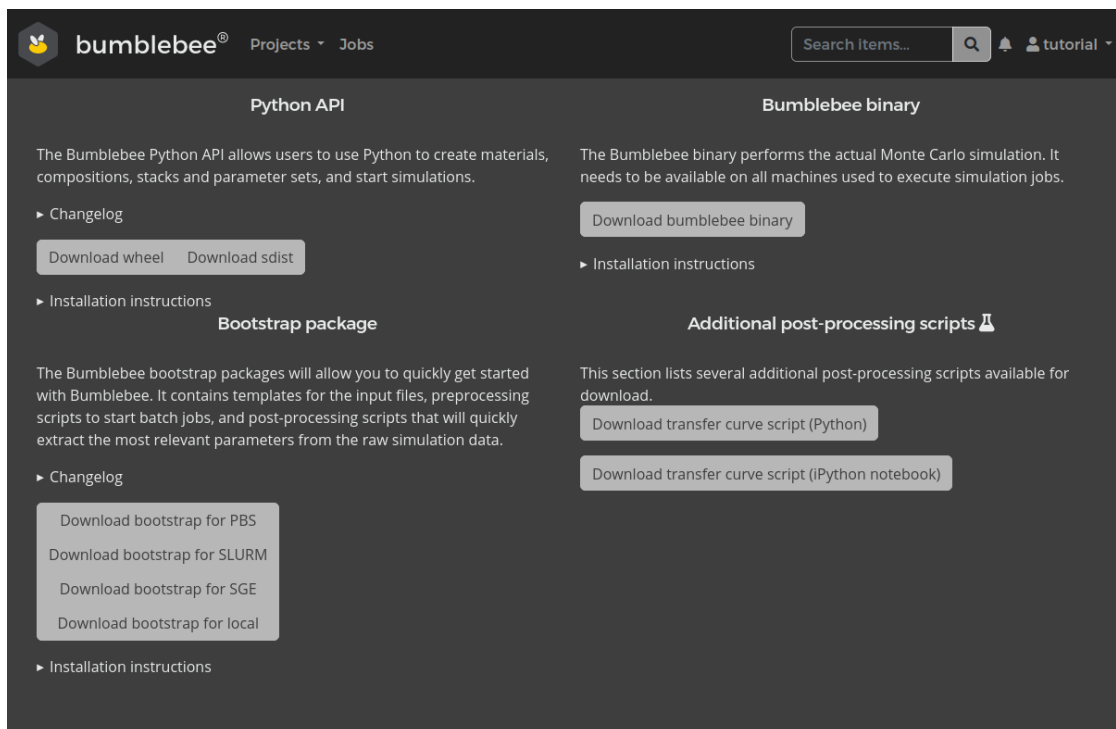 bumblebee® Projects Jobs Search items... tutorial
Python API
The Bumblebee Python API allows users to use Python to create materials,
compositions, stacks and parameter sets, and start simulations.
▸ Changelog
Download wheel Download sdist
▸ Installation instructions
Bumblebee binary
The Bumblebee binary performs the actual Monte Carlo simulation. It
needs to be available on all machines used to execute simulation jobs.
Download bumblebee binary
▸ Installation instructions
Bootstrap package
The Bumblebee bootstrap packages will allow you to quickly get started
with Bumblebee. It contains templates for the input files, preprocessing
scripts to start batch jobs, and post-processing scripts that will quickly
extract the most relevant parameters from the raw simulation data.
▸ Changelog
Download bootstrap for PBS
Download bootstrap for SLURM
Download bootstrap for SGE
Download bootstrap for local
▸ Installation instructions
Additional post-processing scripts
This section lists several additional post-processing scripts available for
download.
Download transfer curve script (Python)
Download transfer curve script (iPython notebook)